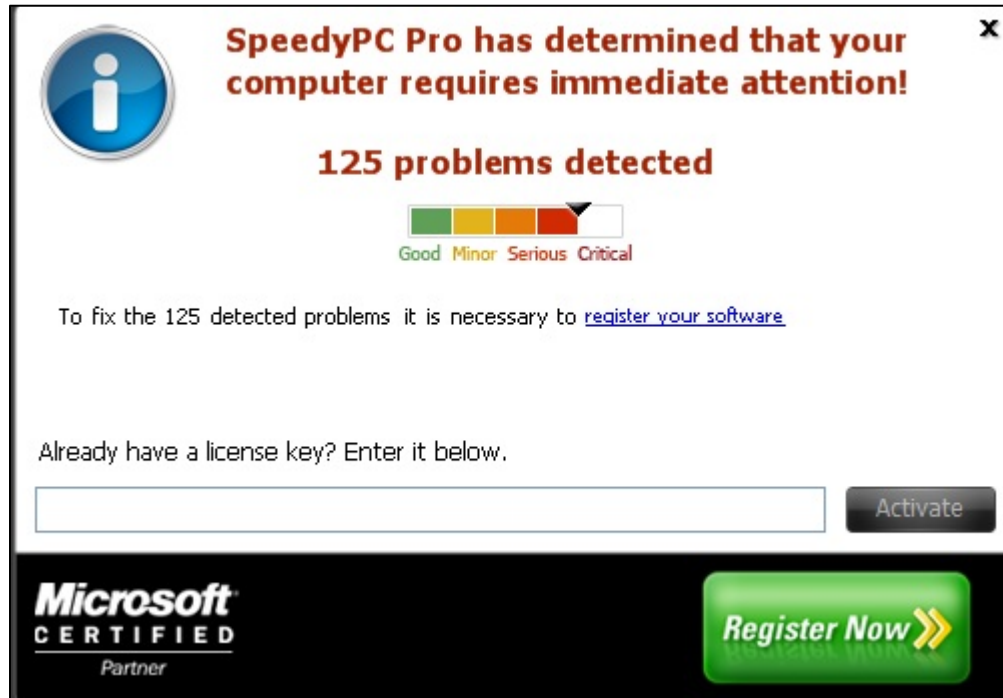 SpeedyPC Pro has determined that your
computer requires immediate attention!
x
125 problems detected
Good Minor Serious Critical
To fix the 125 detected problems it is necessary to register your software
Already have a license key? Enter it below.
Activate
Microsoft
CERTIFIED
Partner
Register Now